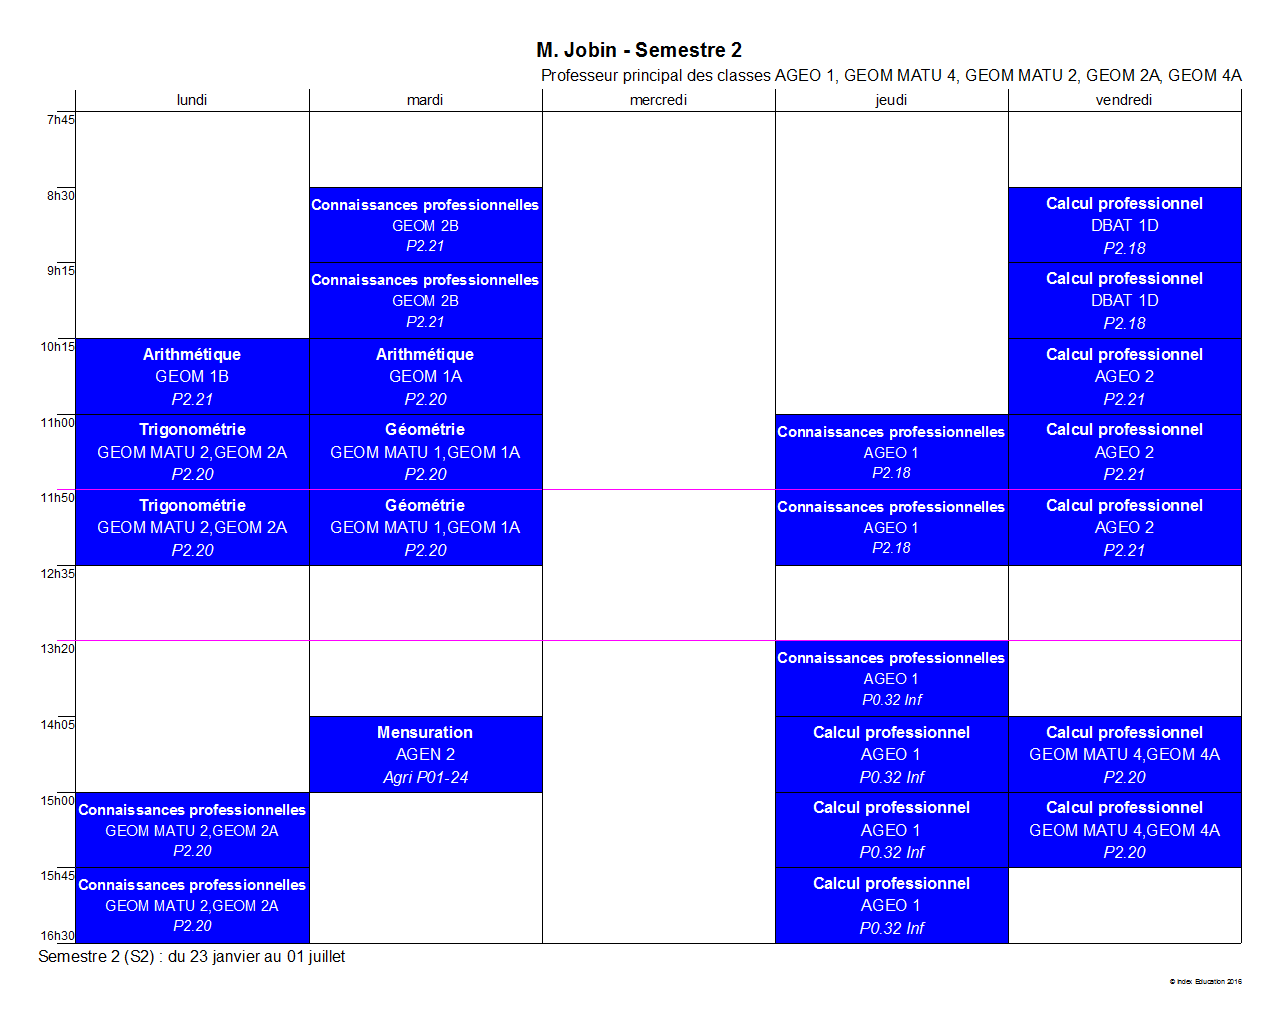 M. Jobin - Semestre 2
Professeur principal des classes AGEO 1, GEOM MATU 4, GEOM MATU 2, GEOM 2A, GEOM 4A
lundi mardi mercredi jeudi vendredi
7h45
8h30
Connaissances professionnelles
GEOM 2B
P2.21
Calcul professionnel
DBAT 1D
P2.18
9h15
Connaissances professionnelles
GEOM 2B
P2.21
Calcul professionnel
DBAT 1D
P2.18
10h15
Arithmétique
GEOM 1B
P2.21
Arithmétique
GEOM 1A
P2.20
Calcul professionnel
AGEO 2
P2.21
11h00
Trigonométrie
GEOM MATU 2,GEOM 2A
P2.20
Géométrie
GEOM MATU 1,GEOM 1A
P2.20
Connaissances professionnelles
AGEO 1
P2.18
Calcul professionnel
AGEO 2
P2.21
11h50
Trigonométrie
GEOM MATU 2,GEOM 2A
P2.20
Géométrie
GEOM MATU 1,GEOM 1A
P2.20
Connaissances professionnelles
AGEO 1
P2.18
Calcul professionnel
AGEO 2
P2.21
12h35
13h20
Connaissances professionnelles
AGEO 1
P0.32 Inf
14h05
Mensuration
AGEN 2
Agri P01-24
Calcul professionnel
AGEO 1
P0.32 Inf
Calcul professionnel
GEOM MATU 4,GEOM 4A
P2.20
15h00
Connaissances professionnelles
GEOM MATU 2,GEOM 2A
P2.20
Calcul professionnel
AGEO 1
P0.32 Inf
Calcul professionnel
GEOM MATU 4,GEOM 4A
P2.20
15h45
Connaissances professionnelles
GEOM MATU 2,GEOM 2A
P2.20
Calcul professionnel
AGEO 1
P0.32 Inf
16h30
Semestre 2 (S2) : du 23 janvier au 01 juillet
© Index Education 2016